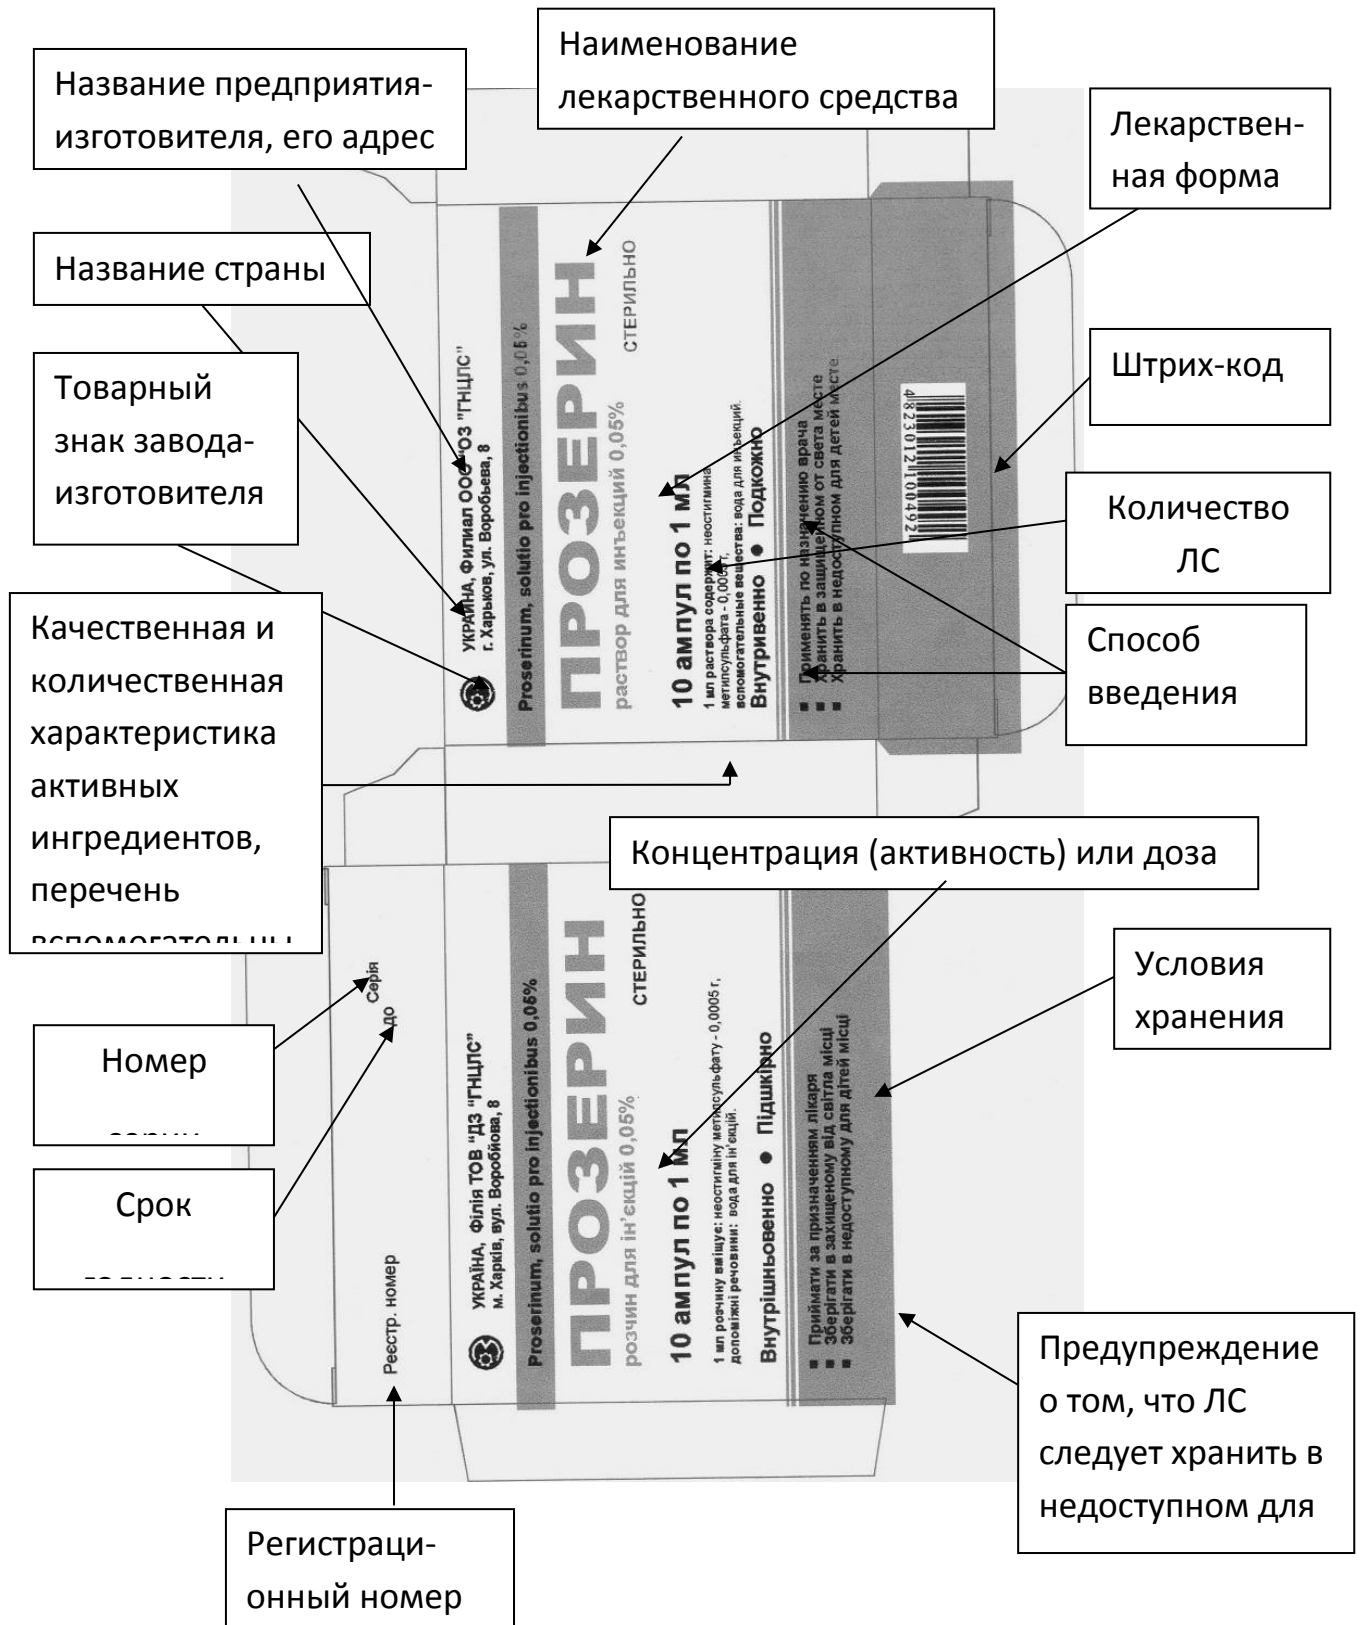 Наименование
лекарственного средства
Название предприятия-
изготовителя, его адрес
Лекарствен-
ная форма
Название страны
Товарный
знак завода-
изготовителя
Штрих-код
Количество
ЛС
Качественная и
количественная
характеристика
активных
ингредиентов,
перечень
вспомогательны
Способ
введения
УКРАИНА, Филиал ООО "ОЗ "ГНЦЛС"
г. Харьков, ул. Воробьева, 8
Proserinum, solutio pro injectionibus 0,05%
ПРОЗЕРИН
раствор для инъекций 0,05%
СТЕРИЛЬНО
10 ампул по 1 мл
1 мл раствора содержит: неостигмина
метилсульфата - 0,0005 г,
вспомогательные вещества: вода для инъекций.
Внутривенно ● Подкожно
■ Применять по назначению врача
■ Хранить в защищенном от света месте
■ Хранить в недоступном для детей месте
4823012100492
Концентрация (активность) или доза
Номер
серии
Срок
годности
Условия
хранения
Серія
до
Реєстр. номер
УКРАЇНА, Філія ТОВ "ДЗ "ГНЦЛС"
м. Харків, вул. Воробйова, 8
Proserinum, solutio pro injectionibus 0,05%
ПРОЗЕРИН
розчин для ін'єкцій 0,05%
СТЕРИЛЬНО
10 ампул по 1 мл
1 мл розчину вміщує: неостигміну метилсульфату - 0,0005 г,
допоміжні речовини: вода для ін'єкцій.
Внутрішньовенно ● Підшкірно
■ Приймати за призначенням лікаря
■ Зберігати в захищеному від світла місці
■ Зберігати в недоступному для дітей місці
Предупреждение
о том, что ЛС
следует хранить в
недоступном для
Регистраци-
онный номер